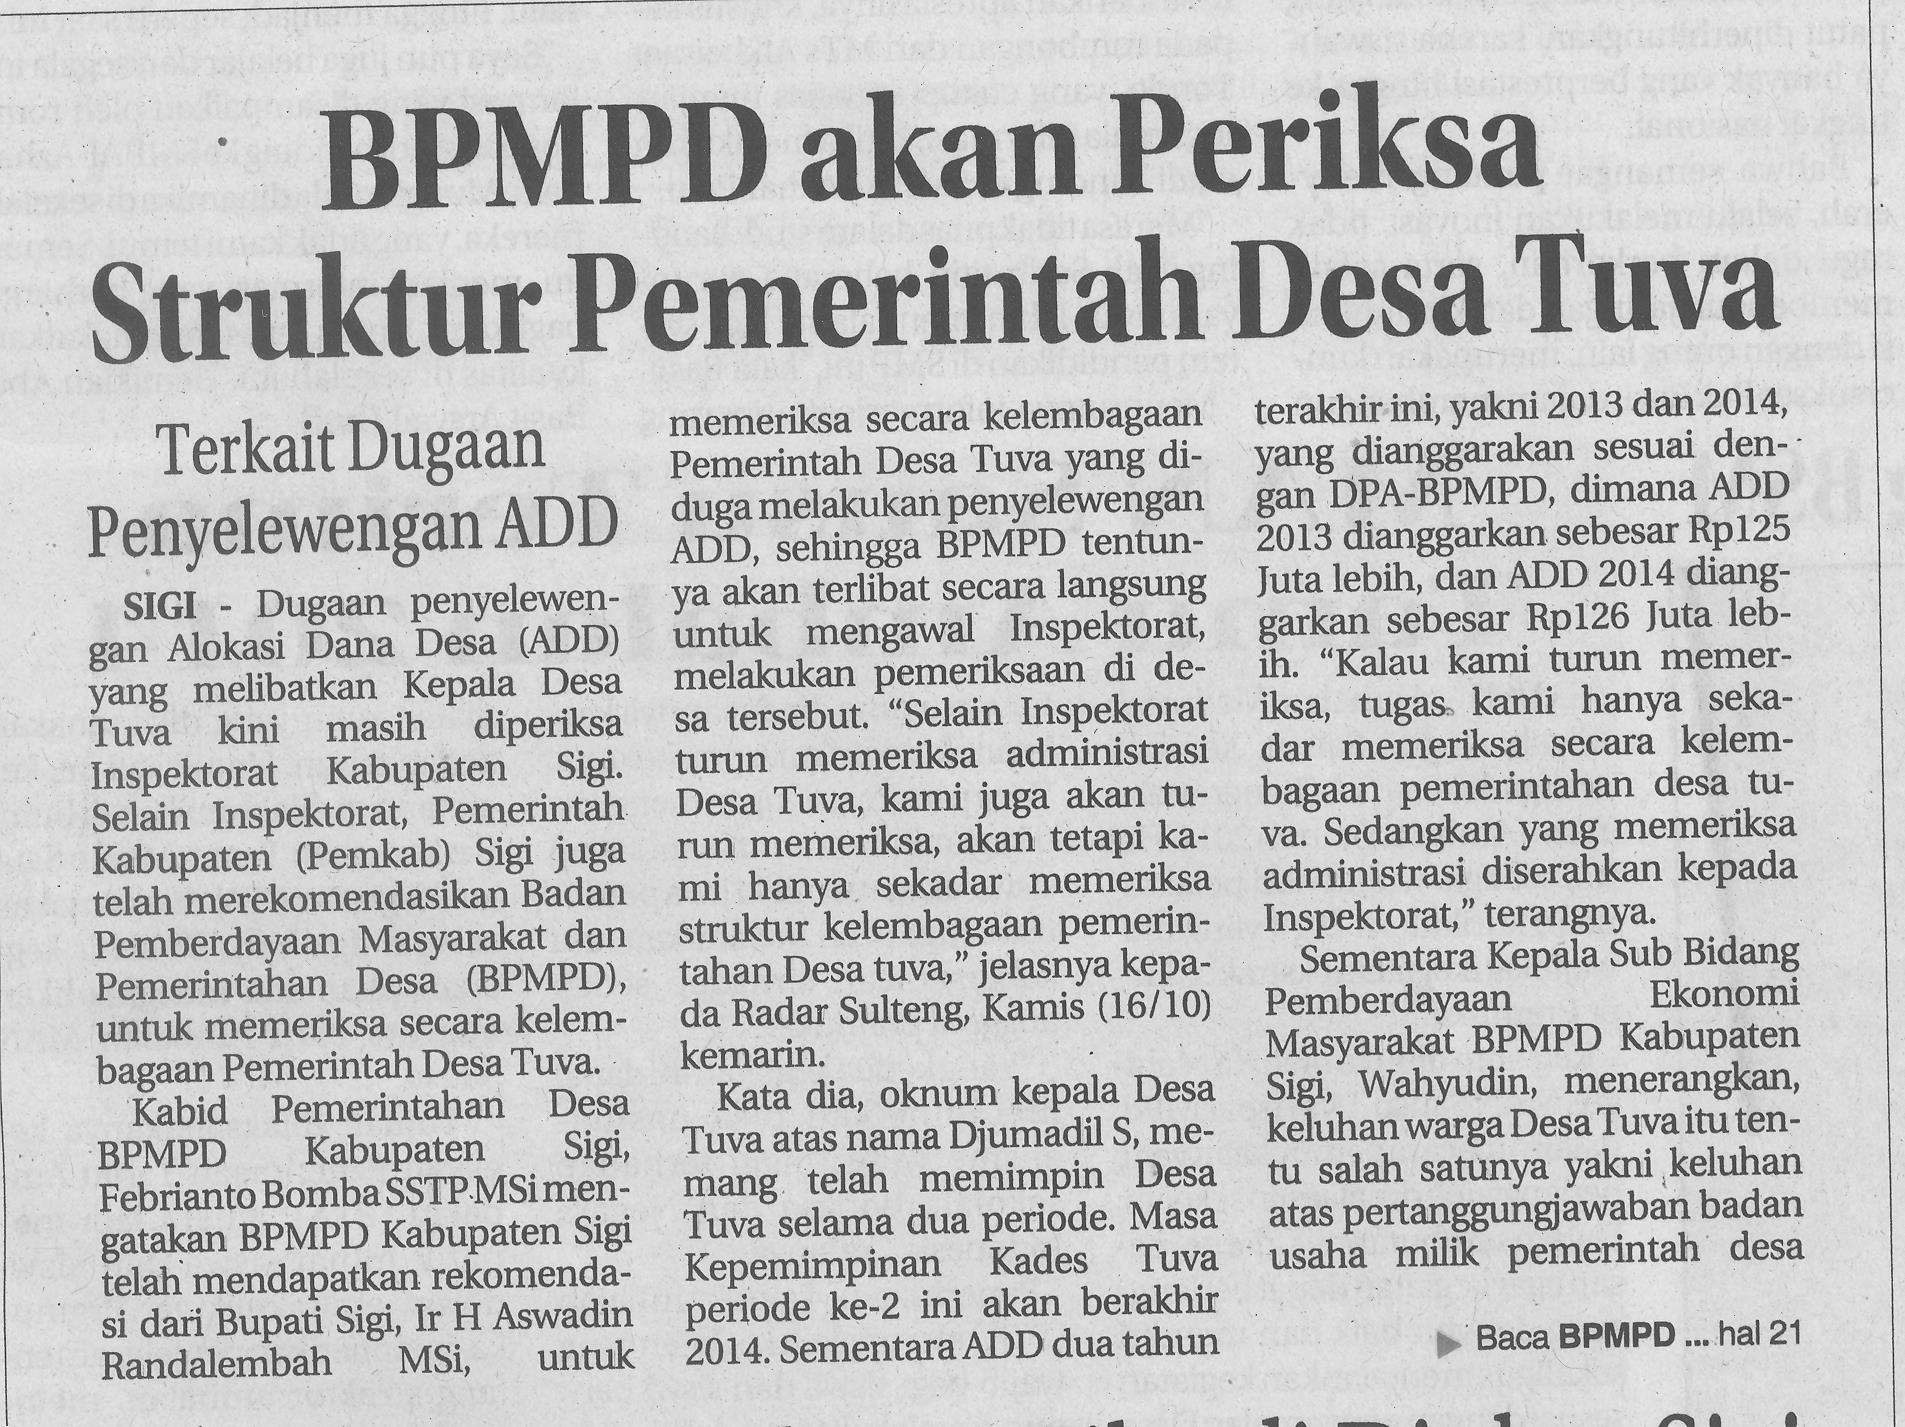 BPMPD akan Periksa
Struktur Pemerintah Desa Tuva
Terkait Dugaan
Penyelewengan ADD
SIGI - Dugaan penyelewen-
gan Alokasi Dana Desa (ADD)
yang melibatkan Kepala Desa
Tuva kini masih diperiksa
Inspektorat Kabupaten Sigi.
Selain Inspektorat, Pemerintah
Kabupaten (Pemkab) Sigi juga
telah merekomendasikan Badan
Pemberdayaan Masyarakat dan
Pemerintahan Desa (BPMPD),
untuk memeriksa secara kelem-
bagaan Pemerintah Desa Tuva.
Kabid Pemerintahan Desa
BPMPD Kabupaten Sigi,
Febrianto Bomba SSTP.MSi men-
gatakan BPMPD Kabupaten Sigi
telah mendapatkan rekomenda-
si dari Bupati Sigi, Ir H Aswadin
Randalembah MSi, untuk
memeriksa secara kelembagaan
Pemerintah Desa Tuva yang di-
duga melakukan penyelewengan
ADD, sehingga BPMPD tentun-
ya akan terlibat secara langsung
untuk mengawal Inspektorat,
melakukan pemeriksaan di de-
sa tersebut. “Selain Inspektorat
turun memeriksa administrasi
Desa Tuva, kami juga akan tu-
run memeriksa, akan tetapi ka-
mi hanya sekadar memeriksa
struktur kelembagaan pemerin-
tahan Desa tuva,” jelasnya kepa-
da Radar Sulteng, Kamis (16/10)
kemarin.
Kata dia, oknum kepala Desa
Tuva atas nama Djumadil S, me-
mang telah memimpin Desa
Tuva selama dua periode. Masa
Kepemimpinan Kades Tuva
periode ke-2 ini akan berakhir
2014. Sementara ADD dua tahun
terakhir ini, yakni 2013 dan 2014,
yang dianggarakan sesuai den-
gan DPA-BPMPD, dimana ADD
2013 dianggarkan sebesar Rp125
Juta lebih, dan ADD 2014 diang-
garkan sebesar Rp126 Juta leb-
ih. “Kalau kami turun memer-
iksa, tugas kami hanya seka-
dar memeriksa secara kelem-
bagaan pemerintahan desa tu-
va. Sedangkan yang memeriksa
administrasi diserahkan kepada
Inspektorat,” terangnya.
Sementara Kepala Sub Bidang
Pemberdayaan Ekonomi
Masyarakat BPMPD Kabupaten
Sigi, Wahyudin, menerangkan,
keluhan warga Desa Tuva itu ten-
tu salah satunya yakni keluhan
atas pertanggungjawaban badan
usaha milik pemerintah desa
Baca BPMPD ... hal 21